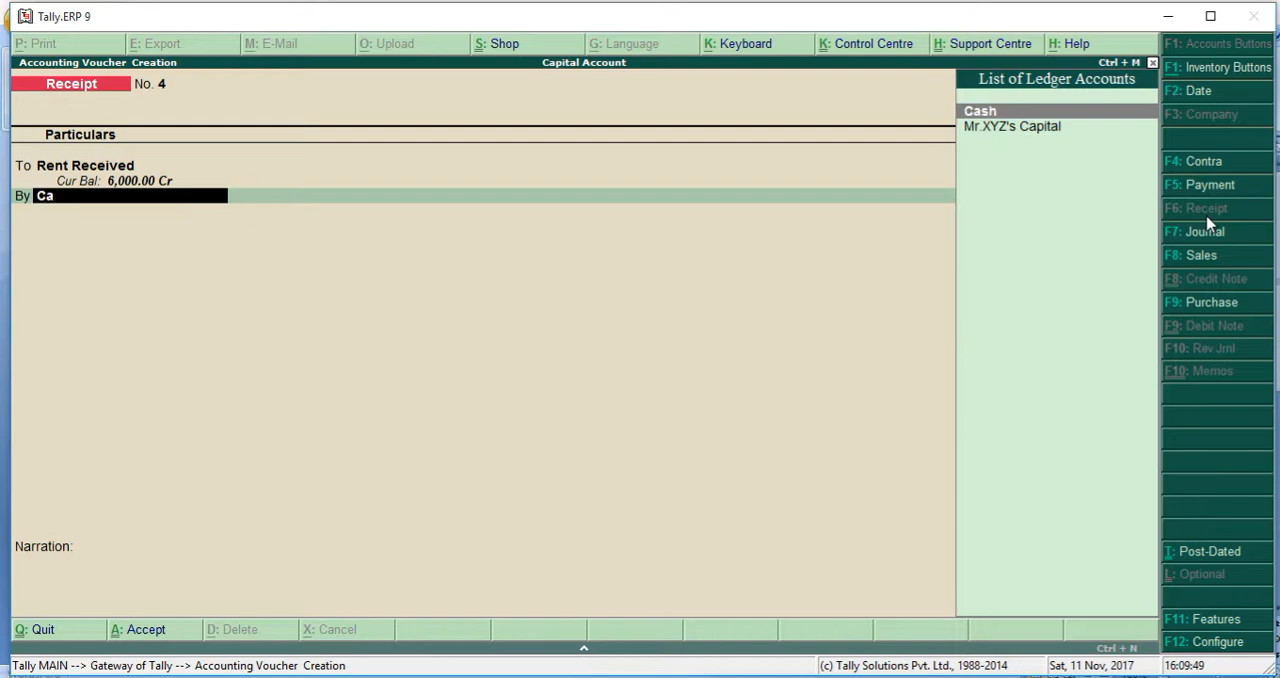 Tally.ERP 9
P: Print E: Export M: E-Mail O: Upload S: Shop G: Language K: Keyboard K: Control Centre H: Support Centre H: Help
Accounting Voucher Creation Capital Account Ctrl + M
Receipt No. 4
Particulars
To Rent Received
Cur Bal: 6,000.00 Cr
By Ca
Narration:
List of Ledger Accounts
Cash
Mr.XYZ's Capital
F1: Accounts Buttons
F1: Inventory Buttons
F2: Date
F3: Company
F4: Contra
F5: Payment
F6: Receipt
F7: Journal
F8: Sales
F8: Credit Note
F9: Purchase
F9: Debit Note
F10: Rev Jrnl
F10: Memos
T: Post-Dated
L: Optional
F11: Features
F12: Configure
Q: Quit A: Accept D: Delete X: Cancel
Ctrl + N
Tally MAIN --> Gateway of Tally --> Accounting Voucher Creation (c) Tally Solutions Pvt. Ltd., 1988-2014 Sat, 11 Nov, 2017 16:09:49